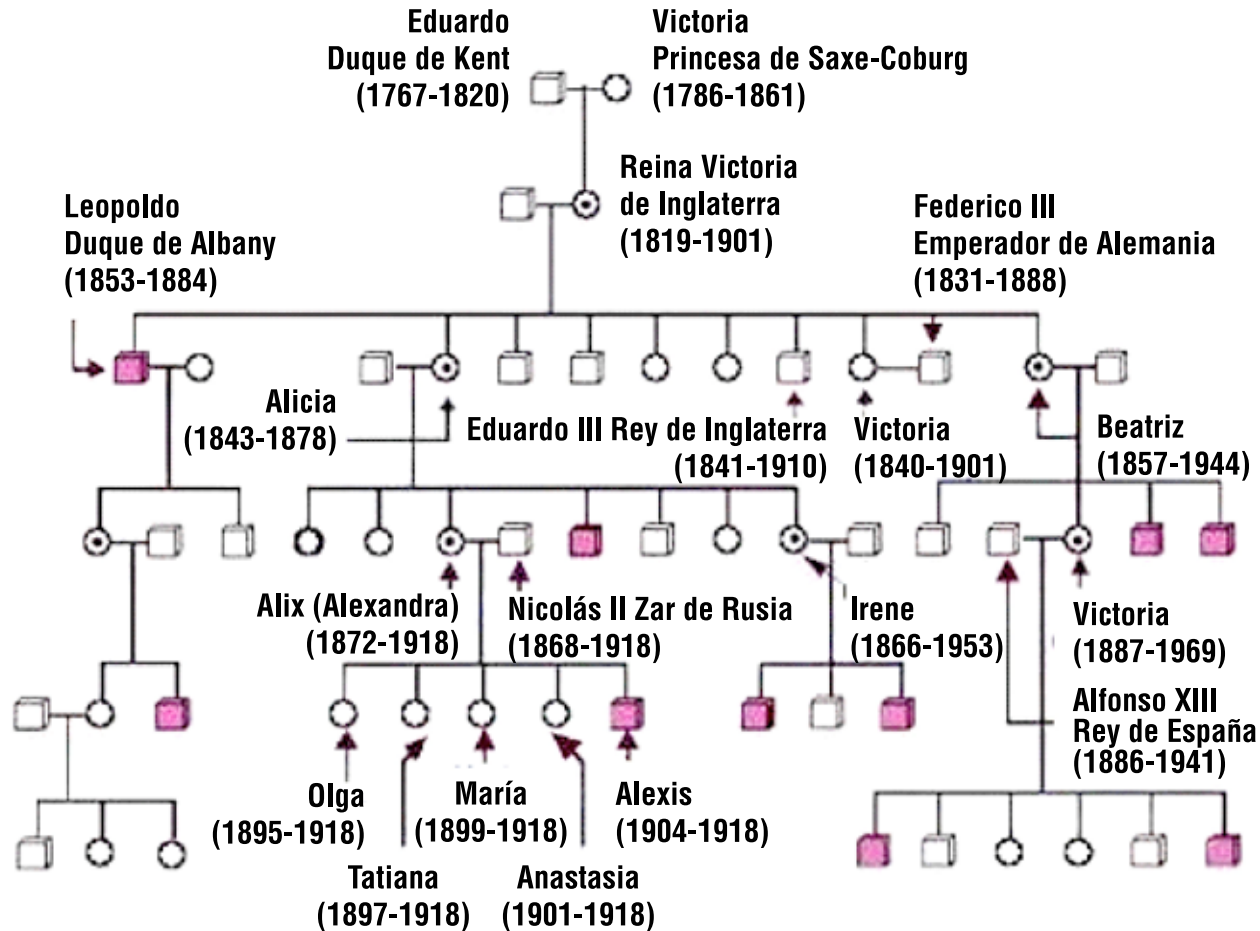 Eduardo
Duque de Kent
(1767-1820)
Victoria
Princesa de Saxe-Coburg
(1786-1861)
Reina Victoria
de Inglaterra
(1819-1901)
Leopoldo
Duque de Albany
(1853-1884)
Federico III
Emperador de Alemania
(1831-1888)
Alicia
(1843-1878)
Eduardo III Rey de Inglaterra
(1841-1910)
Victoria
(1840-1901)
Beatriz
(1857-1944)
Alix (Alexandra)
(1872-1918)
Nicolás II Zar de Rusia
(1868-1918)
Irene
(1866-1953)
Victoria
(1887-1969)
Alfonso XIII
Rey de España
(1886-1941)
Olga
(1895-1918)
María
(1899-1918)
Alexis
(1904-1918)
Tatiana
(1897-1918)
Anastasia
(1901-1918)